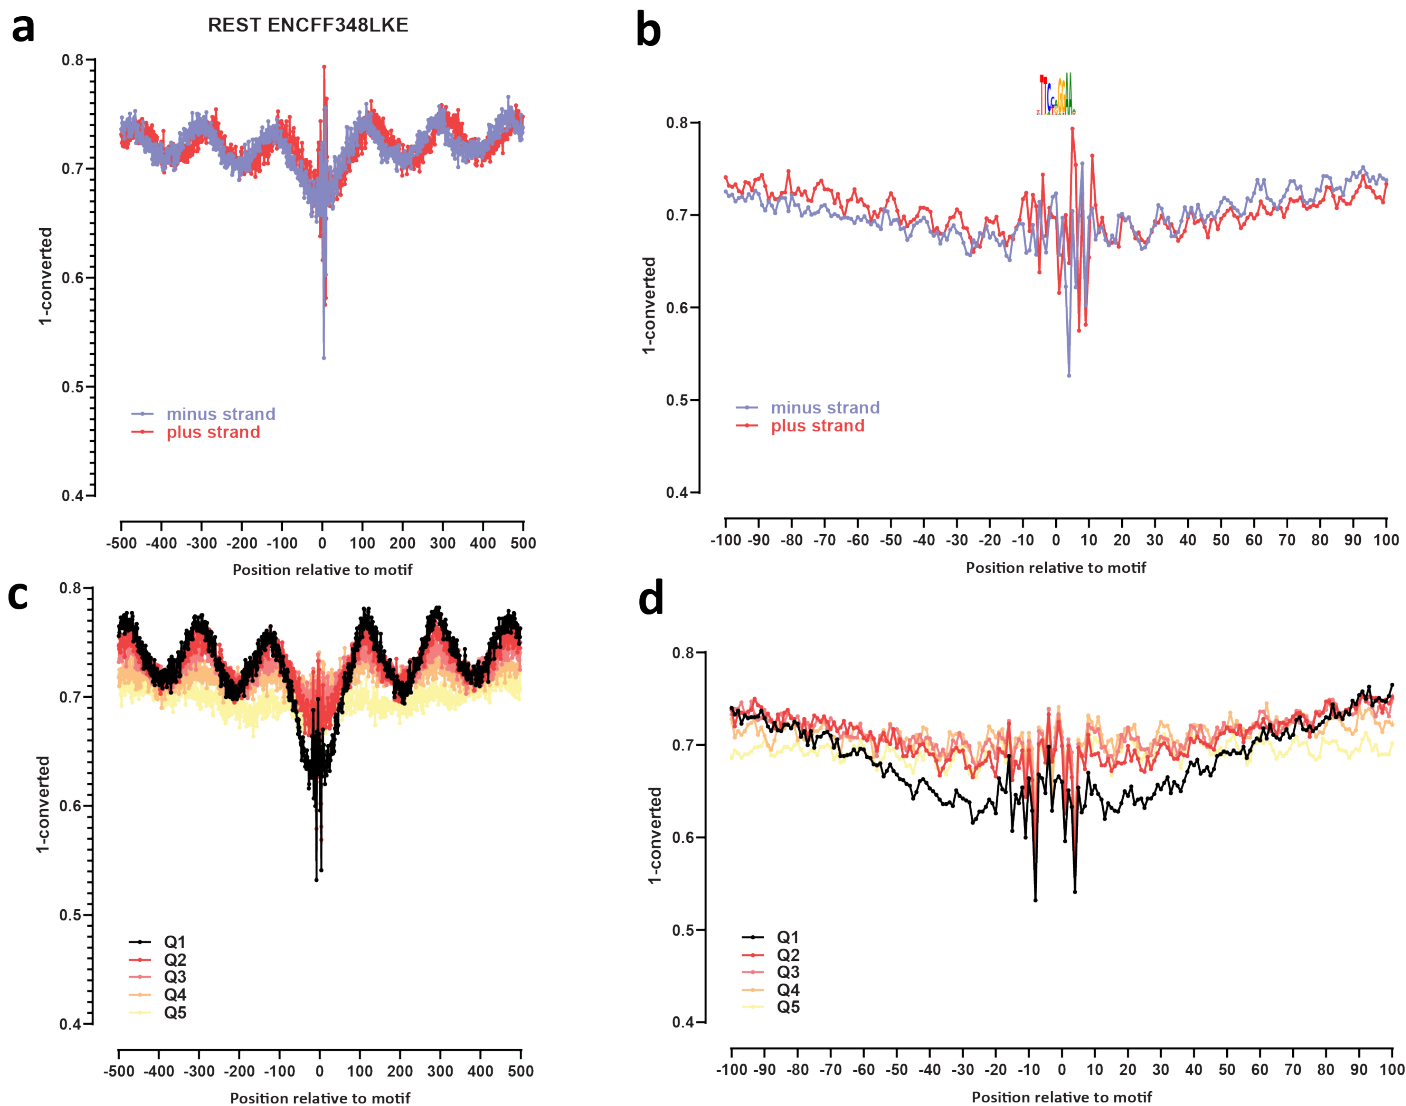 a
REST ENCFF348LKE
0.8
0.7
0.6
0.5
0.4
1-converted
minus strand
plus strand
-500 -400 -300 -200 -100 0 100 200 300 400 500
Position relative to motif
b
0.8
0.7
0.6
0.5
0.4
1-converted
minus strand
plus strand
-100 -90 -80 -70 -60 -50 -40 -30 -20 -10 0 10 20 30 40 50 60 70 80 90 100
Position relative to motif
c
0.8
0.7
0.6
0.5
0.4
1-converted
Q1
Q2
Q3
Q4
Q5
-500 -400 -300 -200 -100 0 100 200 300 400 500
Position relative to motif
d
0.8
0.7
0.6
0.5
0.4
1-converted
Q1
Q2
Q3
Q4
Q5
-100 -90 -80 -70 -60 -50 -40 -30 -20 -10 0 10 20 30 40 50 60 70 80 90 100
Position relative to motif